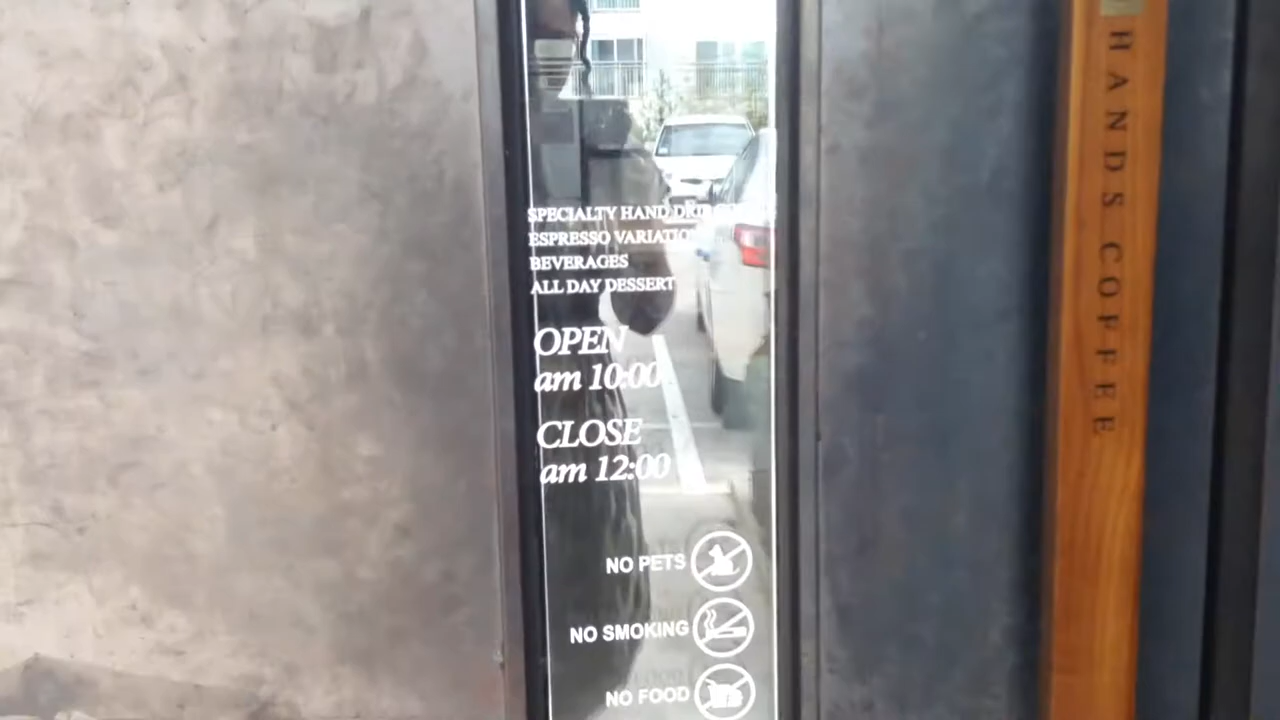 SPECIALTY HAND DRIP
ESPRESSO VARIATION
BEVERAGES
ALL DAY DESSERT
OPEN
am 10:00
CLOSE
am 12:00
NO PETS
NO SMOKING
NO FOOD
HANDS COFFEE